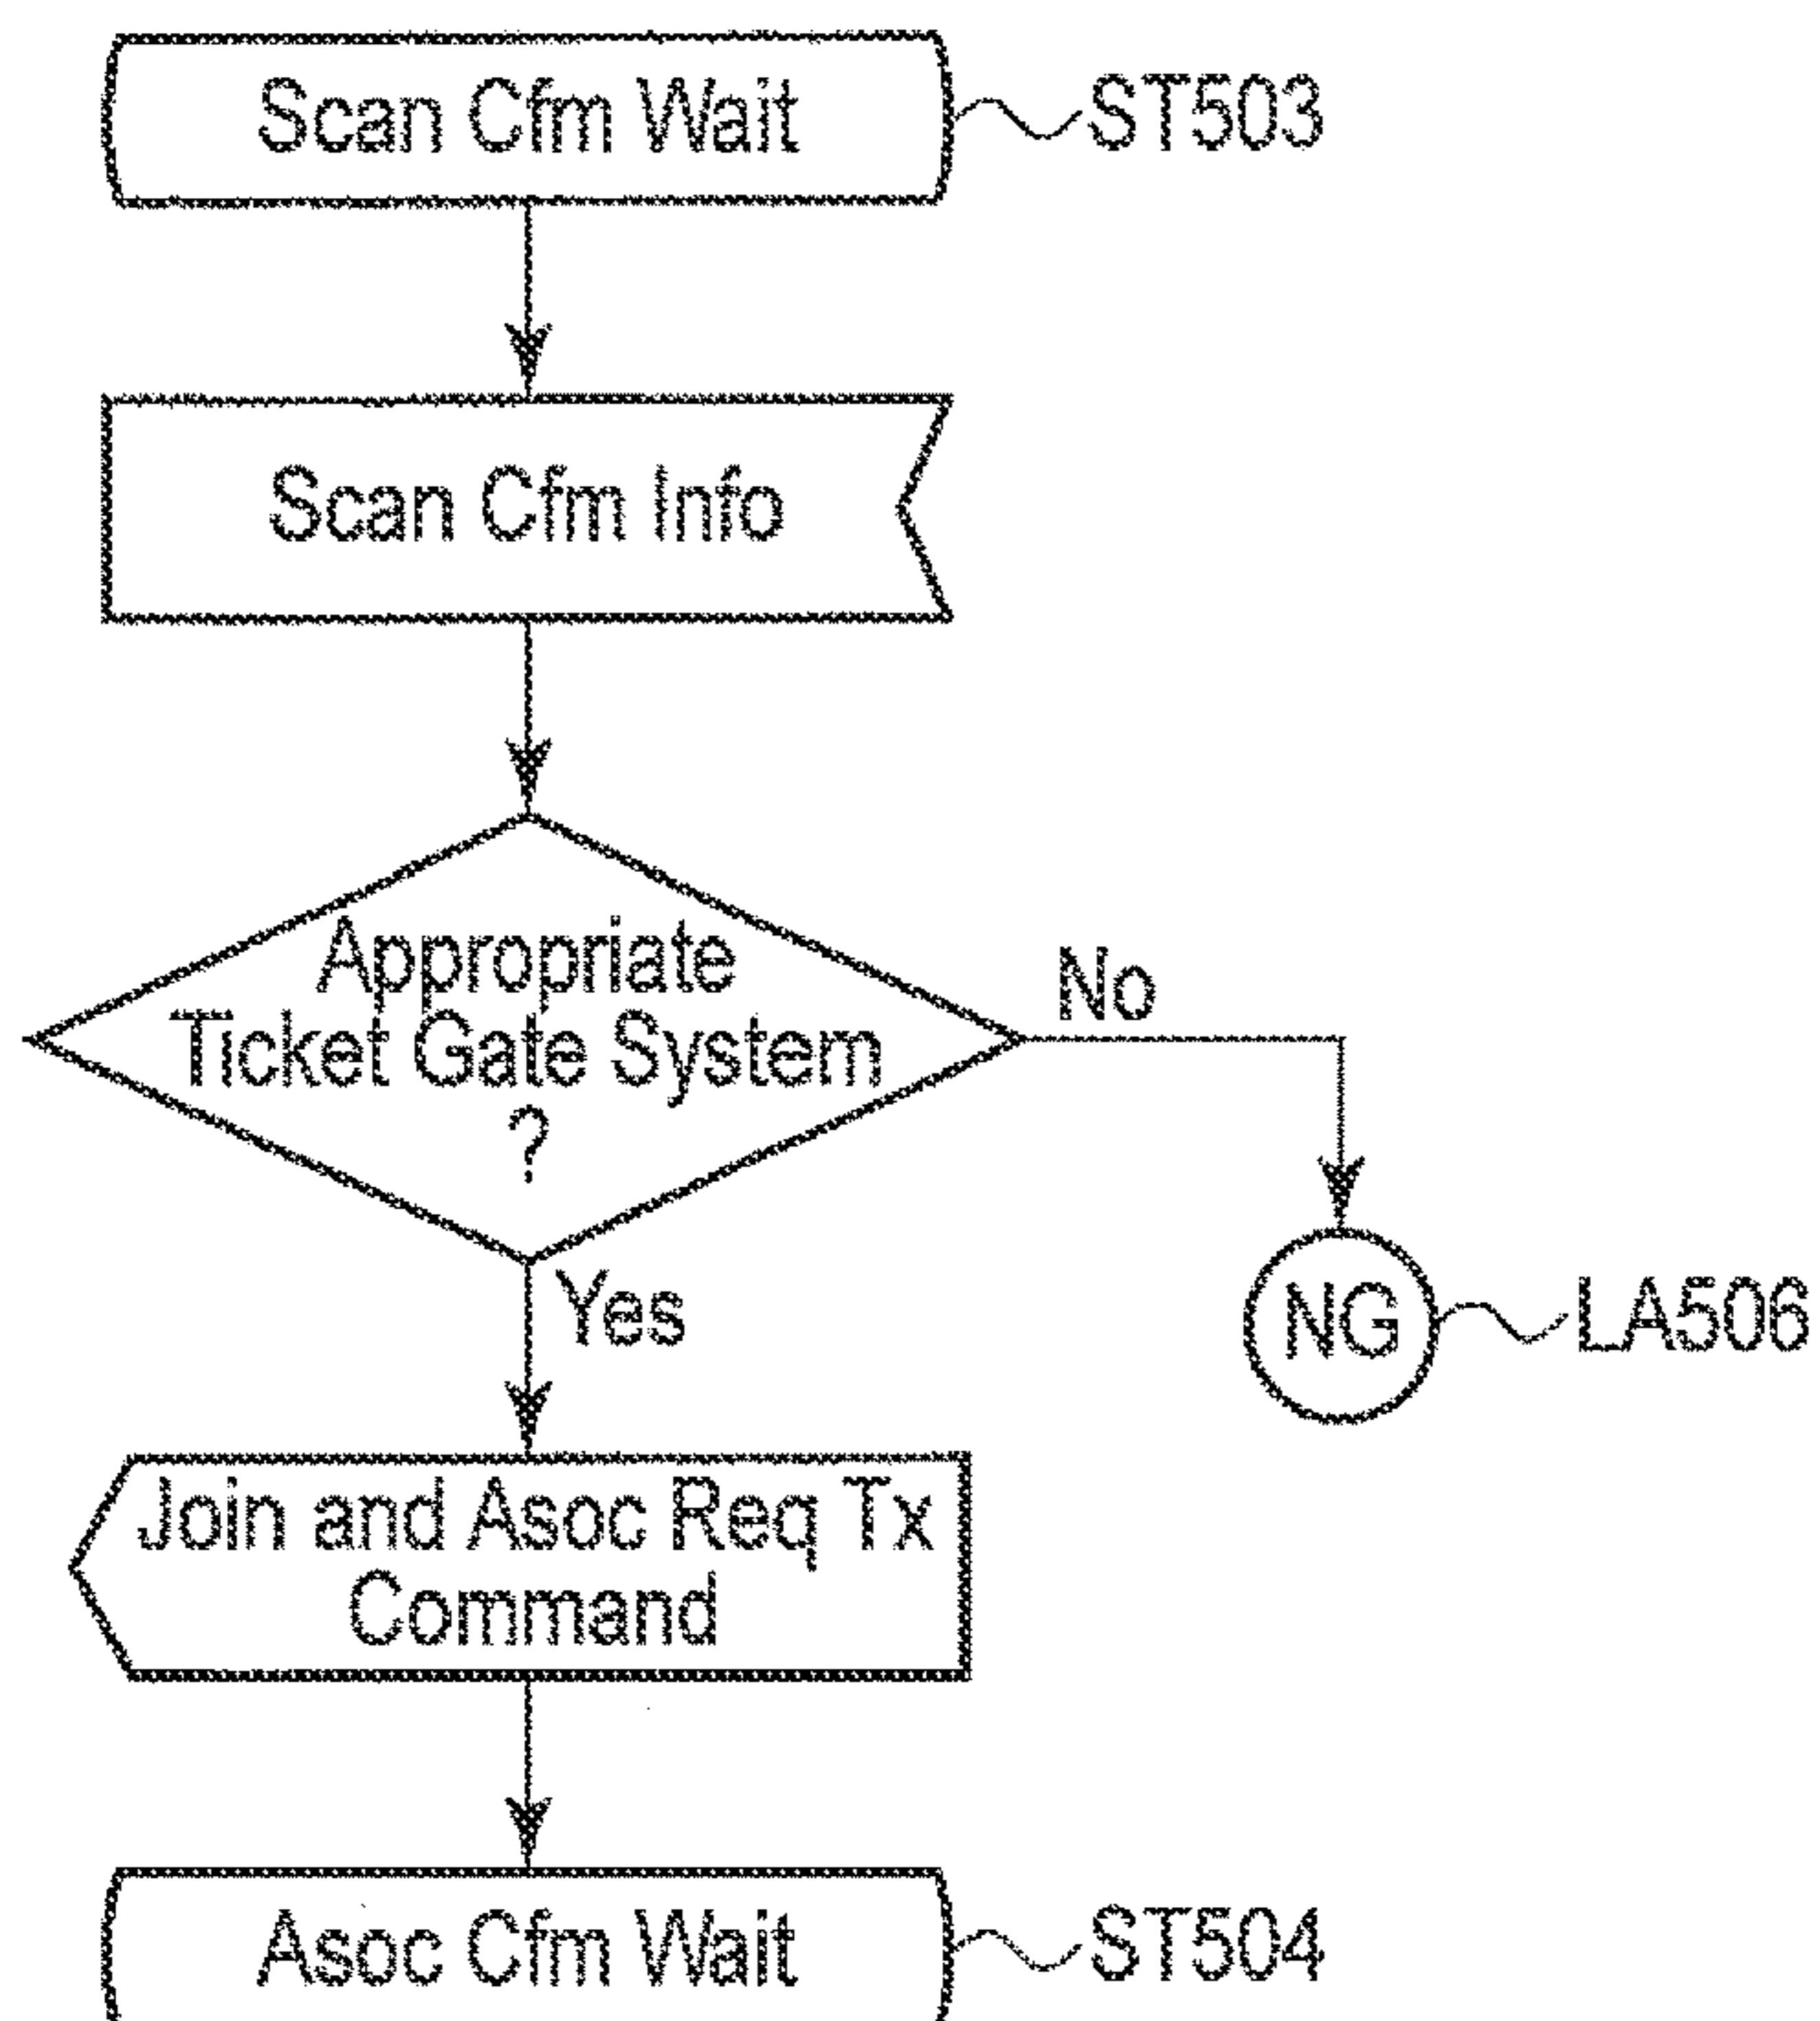 Scan Cfm Wait
ST503
Scan Cfm Info
Appropriate
Ticket Gate System
?
No
Yes
NG
LA506
Join and Asoc Req Tx
Command
Asoc Cfm Wait
ST504